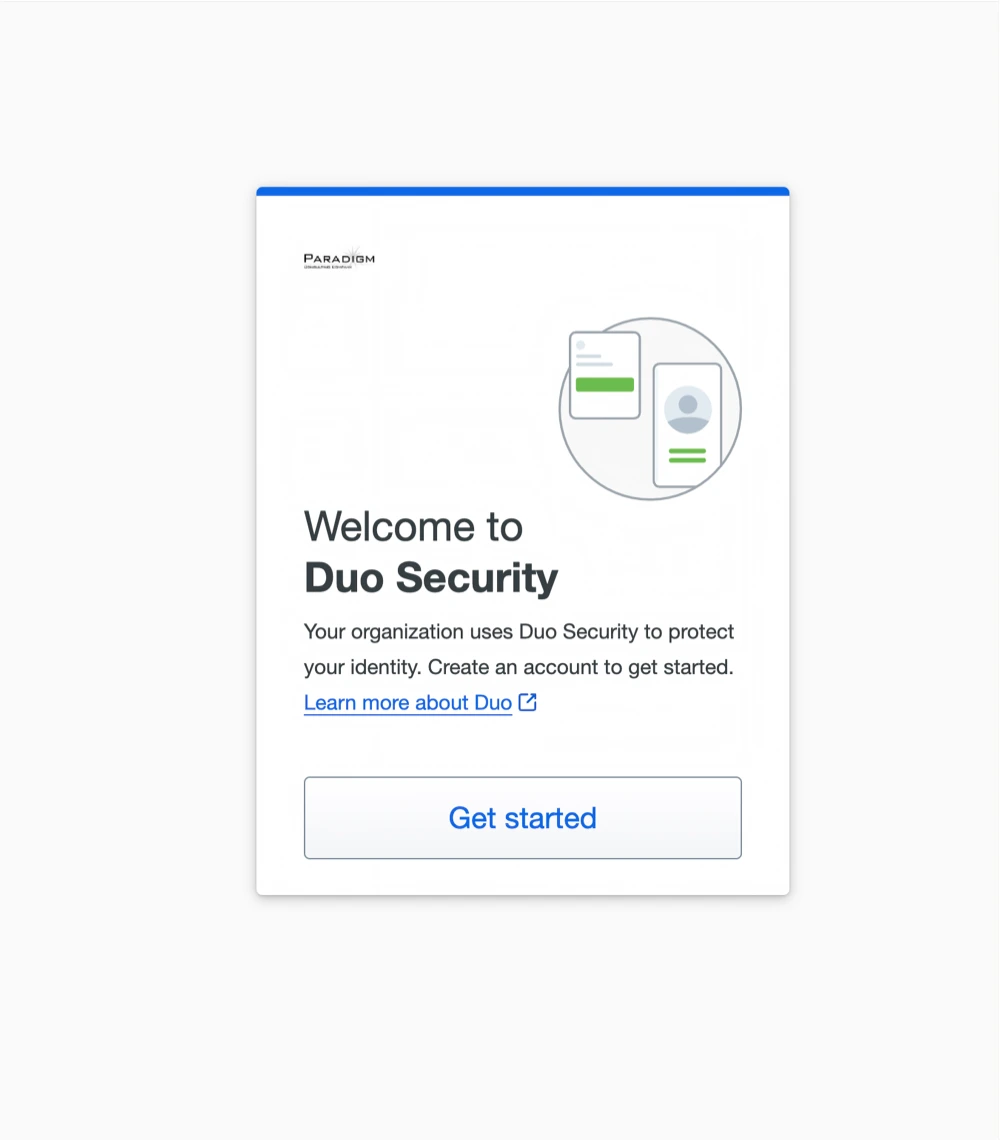 PARADIGM
Welcome to
Duo Security
Your organization uses Duo Security to protect
your identity. Create an account to get started.
Learn more about Duo
Get started